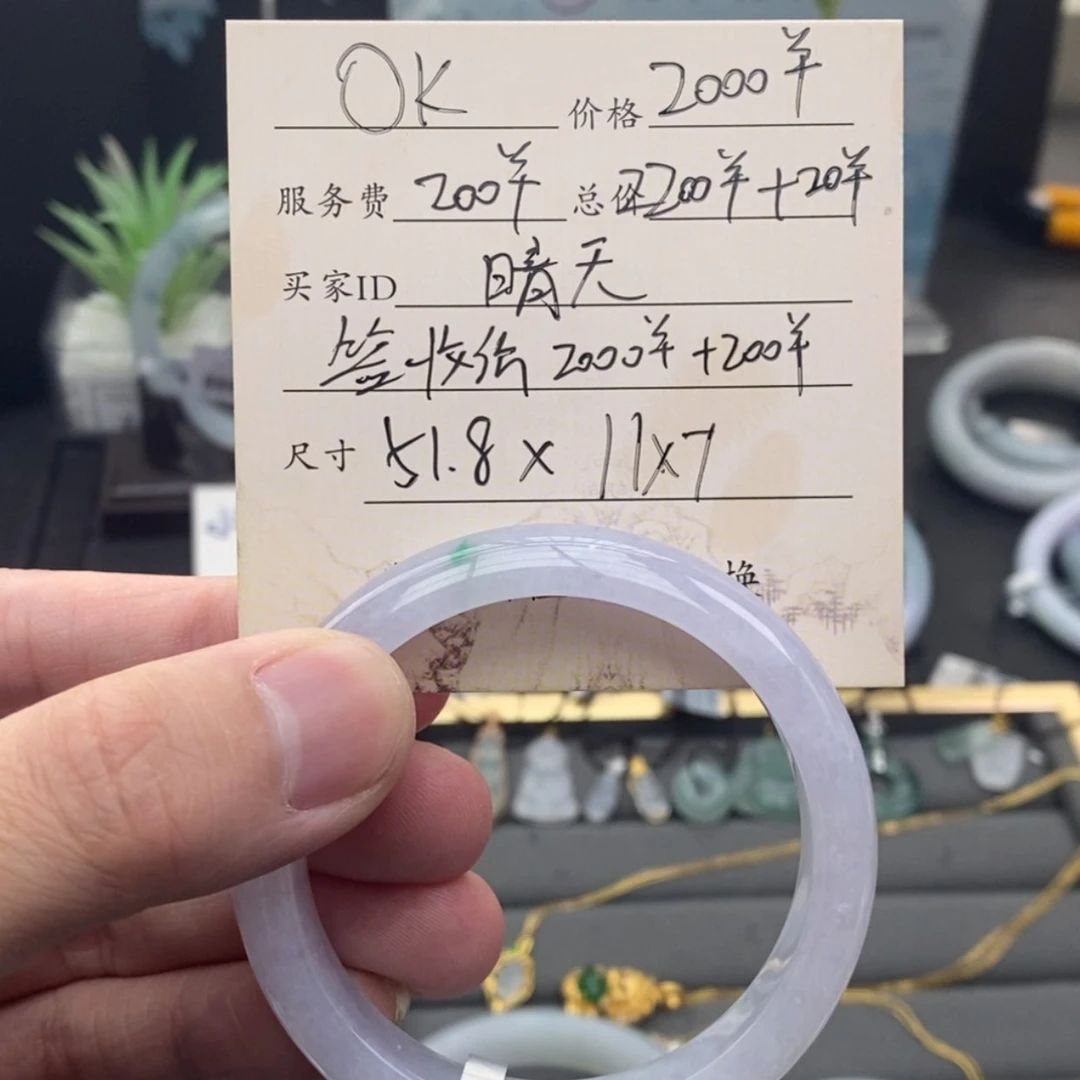 OK 价格 2000羊
服务费 200羊 总价 2200羊+20羊
买家ID 晴天
签收给 2000羊+200羊
尺寸 51.8 x 11x7
换